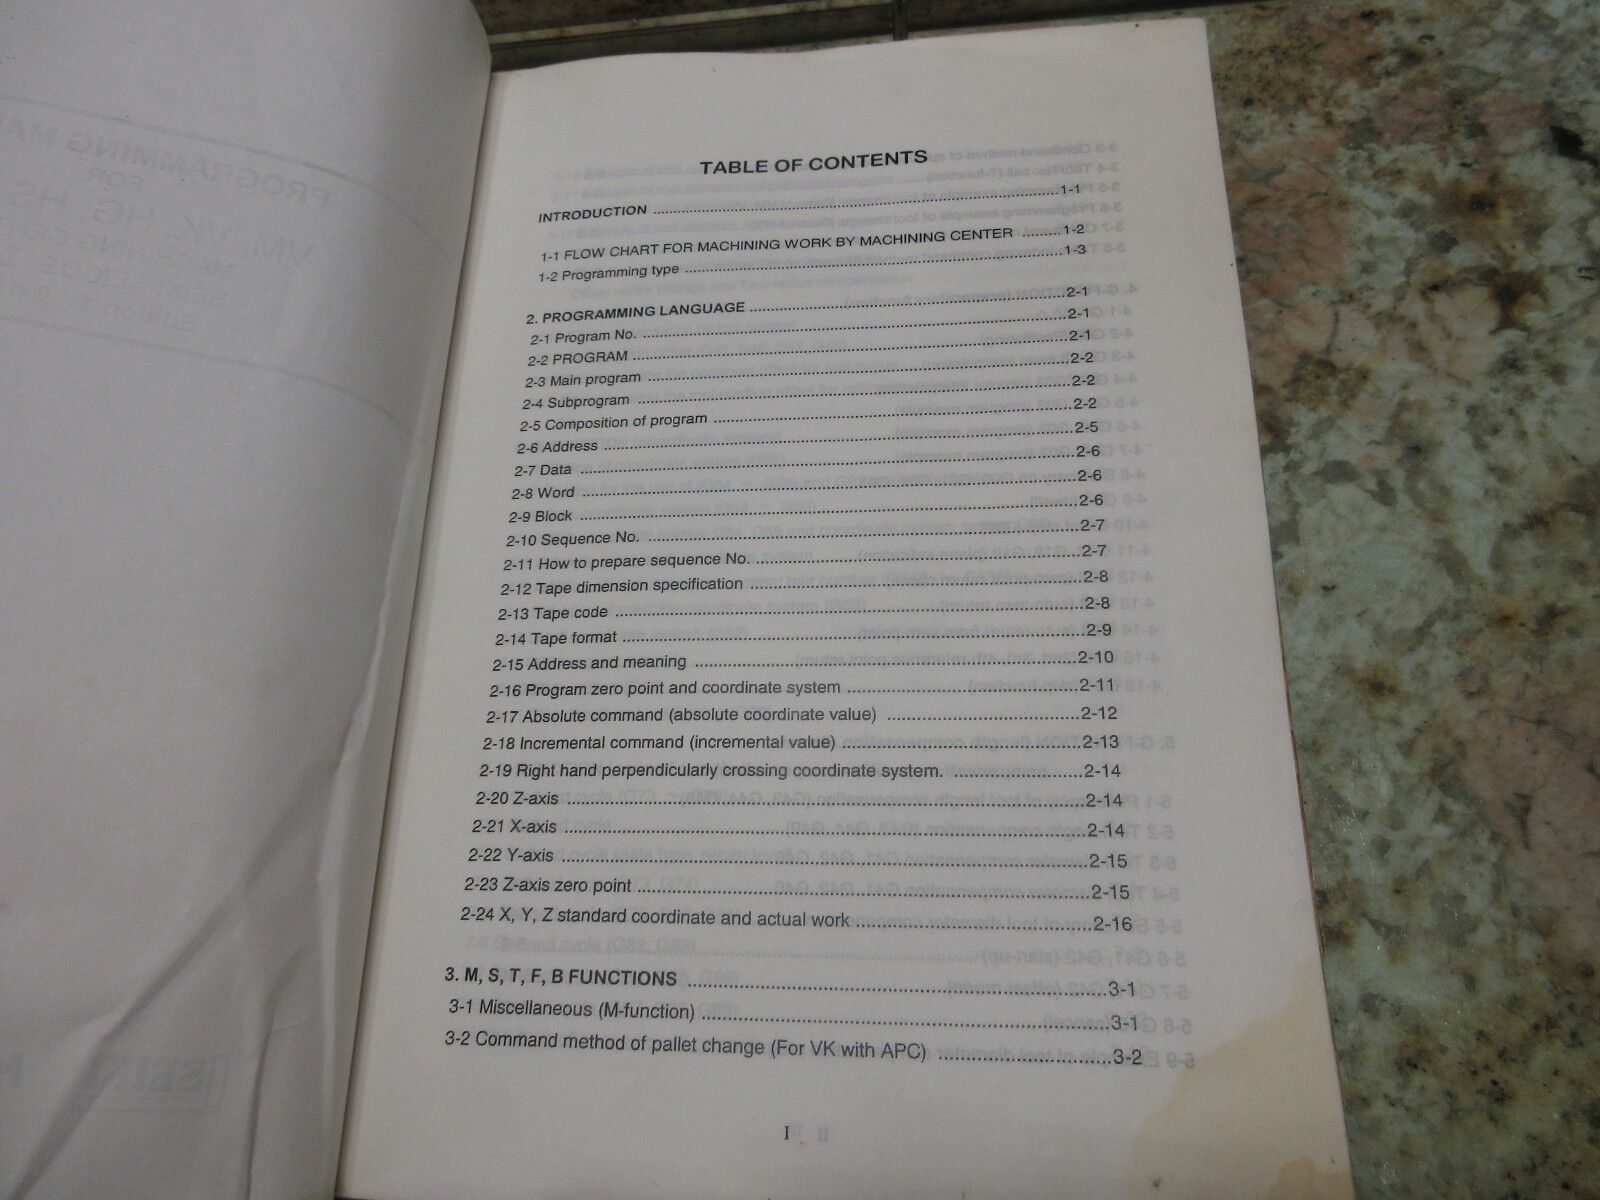 TABLE OF CONTENTS
INTRODUCTION ........ 1-1
1-1 FLOW CHART FOR MACHINING WORK BY MACHINING CENTER ........ 1-2
1-2 Programming type ........ 1-3
2. PROGRAMMING LANGUAGE ........ 2-1
2-1 Program No. ........ 2-1
2-2 PROGRAM ........ 2-1
2-3 Main program ........ 2-2
2-4 Subprogram ........ 2-2
2-5 Composition of program ........ 2-2
2-6 Address ........ 2-5
2-7 Data ........ 2-6
2-8 Word ........ 2-6
2-9 Block ........ 2-6
2-10 Sequence No. ........ 2-7
2-11 How to prepare sequence No. ........ 2-7
2-12 Tape dimension specification ........ 2-8
2-13 Tape code ........ 2-8
2-14 Tape format ........ 2-9
2-15 Address and meaning ........ 2-10
2-16 Program zero point and coordinate system ........ 2-11
2-17 Absolute command (absolute coordinate value) ........ 2-12
2-18 Incremental command (incremental value) ........ 2-13
2-19 Right hand perpendicularly crossing coordinate system. ........ 2-14
2-20 Z-axis ........ 2-14
2-21 X-axis ........ 2-14
2-22 Y-axis ........ 2-15
2-23 Z-axis zero point ........ 2-15
2-24 X, Y, Z standard coordinate and actual work ........ 2-16
3. M, S, T, F, B FUNCTIONS ........ 3-1
3-1 Miscellaneous (M-function) ........ 3-1
3-2 Command method of pallet change (For VK with APC) ........ 3-2
I